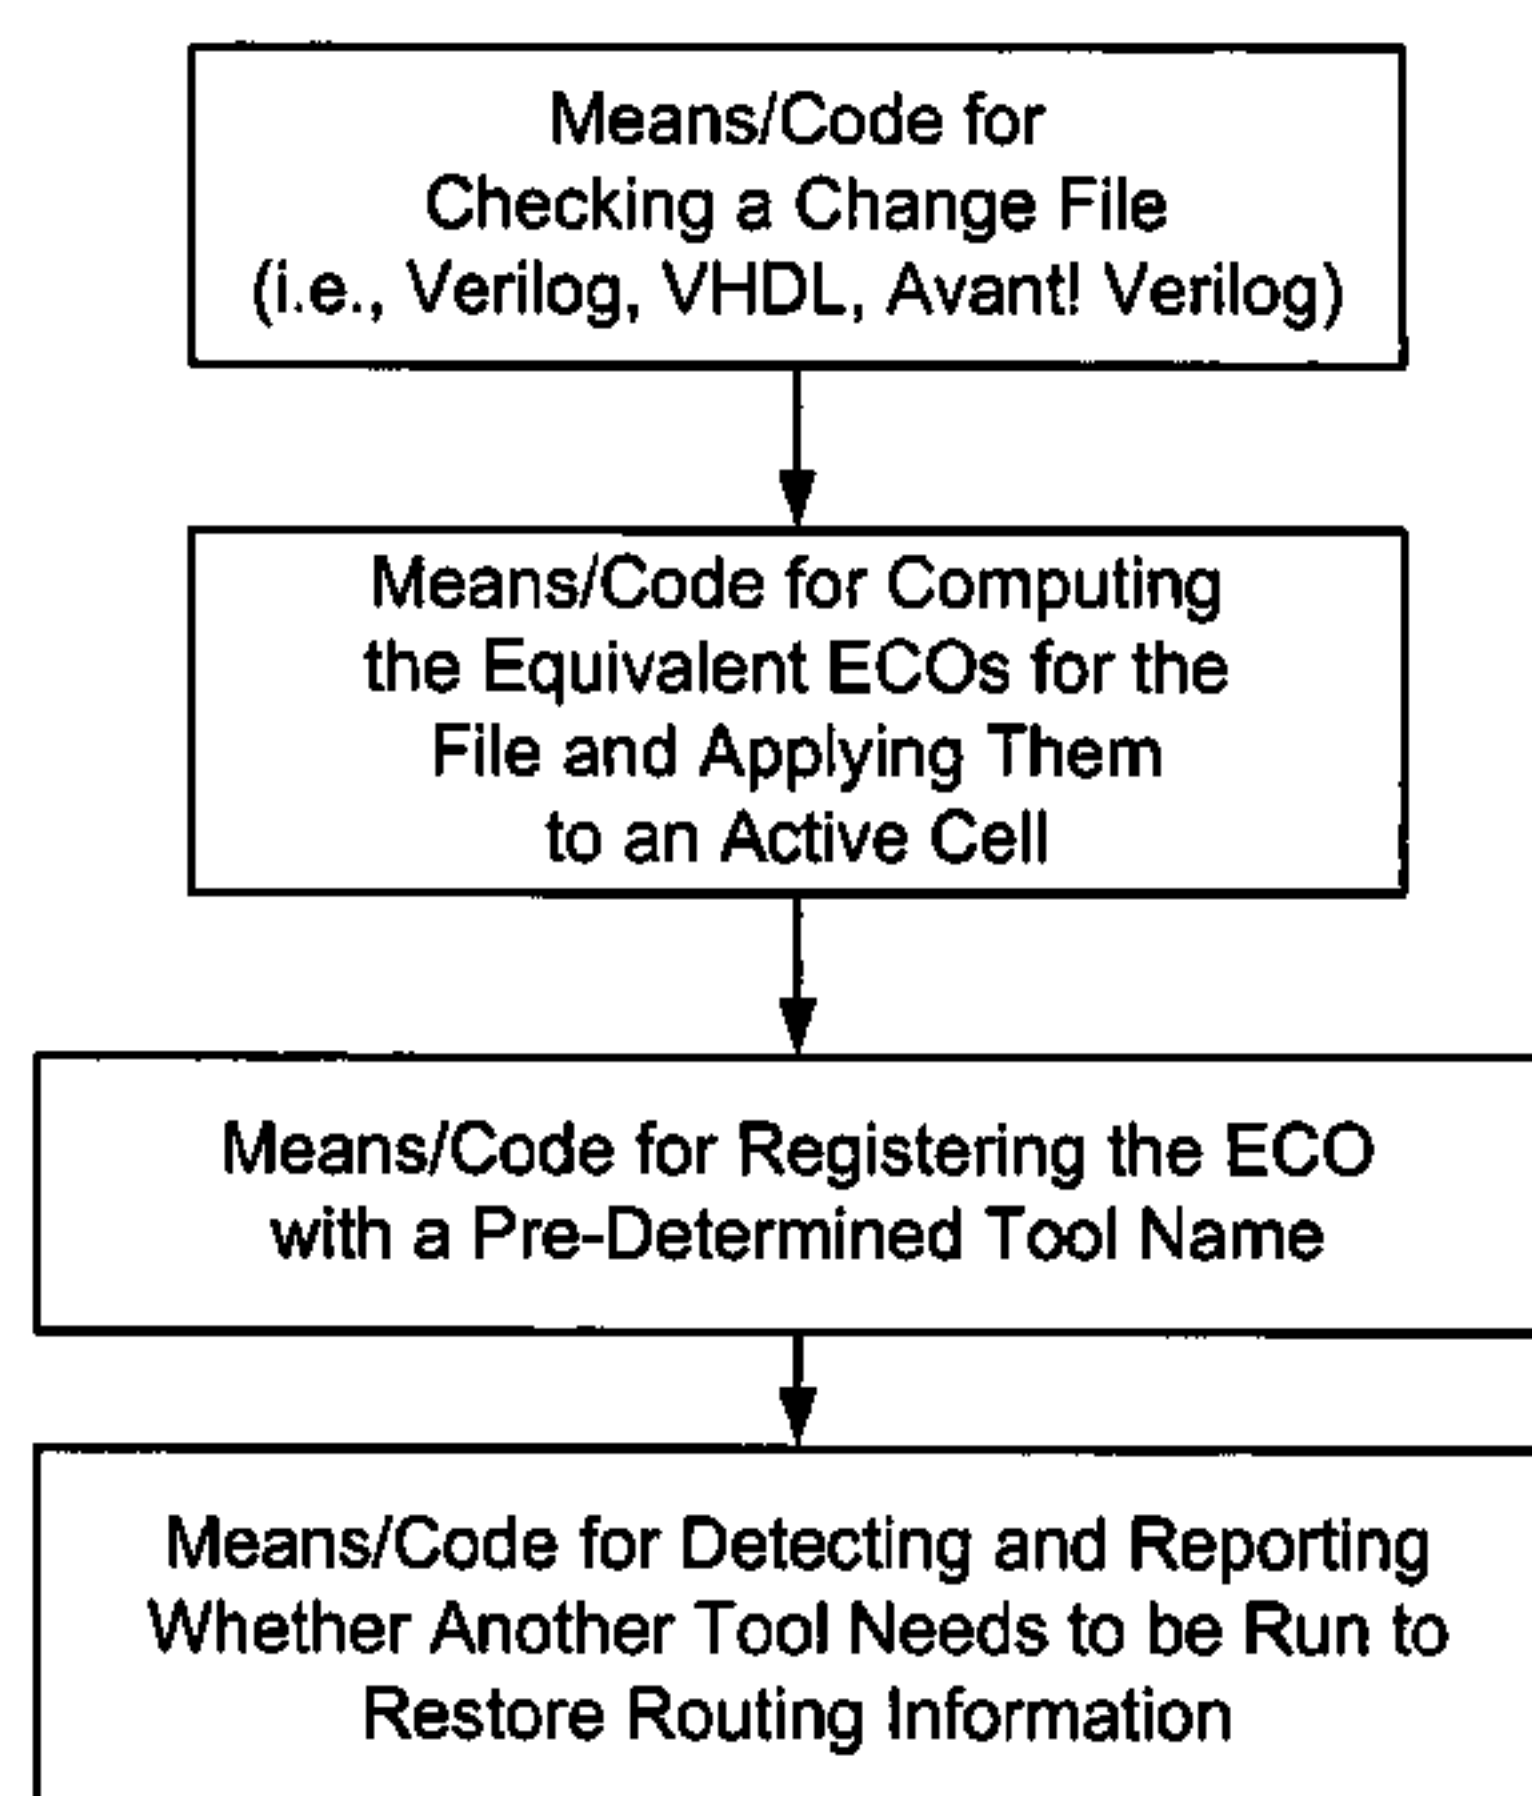 Means/Code for
Checking a Change File
(i.e., Verilog, VHDL, Avant! Verilog)
Means/Code for Computing
the Equivalent ECOs for the
File and Applying Them
to an Active Cell
Means/Code for Registering the ECO
with a Pre-Determined Tool Name
Means/Code for Detecting and Reporting
Whether Another Tool Needs to be Run to
Restore Routing Information